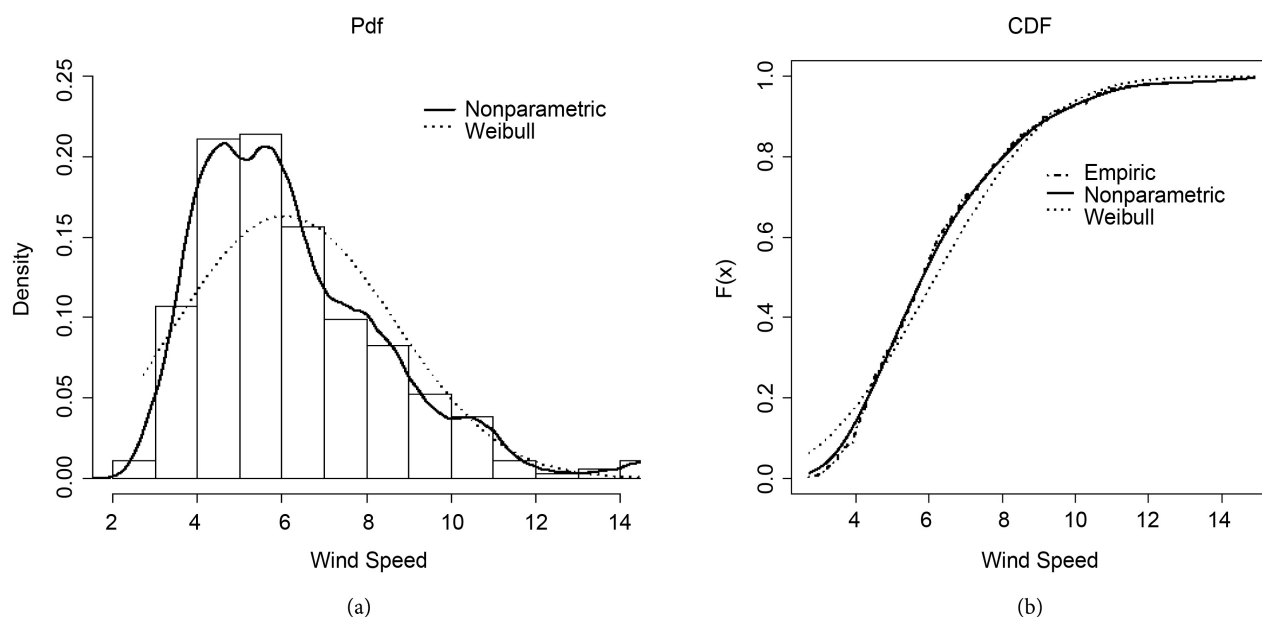 Pdf
0.25
0.20
0.15
0.10
0.05
0.00
Density
Nonparametric
Weibull
2 4 6 8 10 12 14
Wind Speed
(a)
CDF
1.0
0.8
0.6
0.4
0.2
0.0
F(x)
Empiric
Nonparametric
Weibull
4 6 8 10 12 14
Wind Speed
(b)